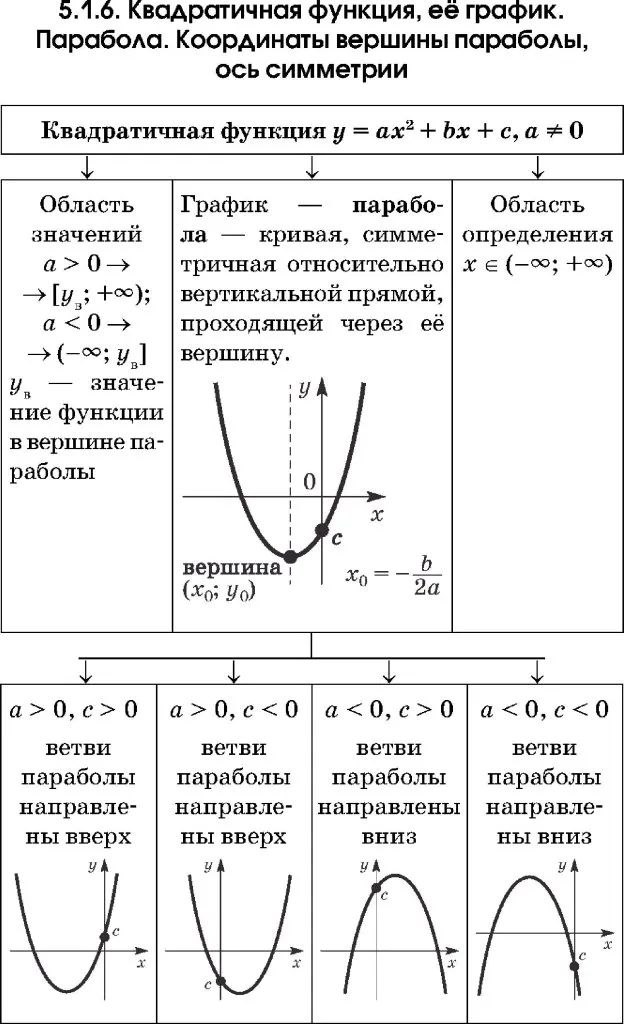 5.1.6. Квадратичная функция, её график.
Парабола. Координаты вершины параболы,
ось симметрии
Квадратичная функция y = ax² + bx + c, a ≠ 0
Область
значений
a > 0 →
→ [y_в; +∞);
a < 0 →
→ (−∞; y_в]
y_в — значе-
ние функции
в вершине па-
раболы
График — парабо-
ла — кривая, симме-
тричная относительно
вертикальной прямой,
проходящей через её
вершину.
y
0
x
c
вершина
(x₀; y₀)
x₀ = −b/2a
Область
определения
x ∈ (−∞; +∞)
a > 0, c > 0
ветви
параболы
направле-
ны вверх
y
c
x
a > 0, c < 0
ветви
параболы
направле-
ны вверх
y
x
c
a < 0, c > 0
ветви
параболы
направлены
вниз
y
c
x
a < 0, c < 0
ветви
параболы
направле-
ны вниз
y
x
c